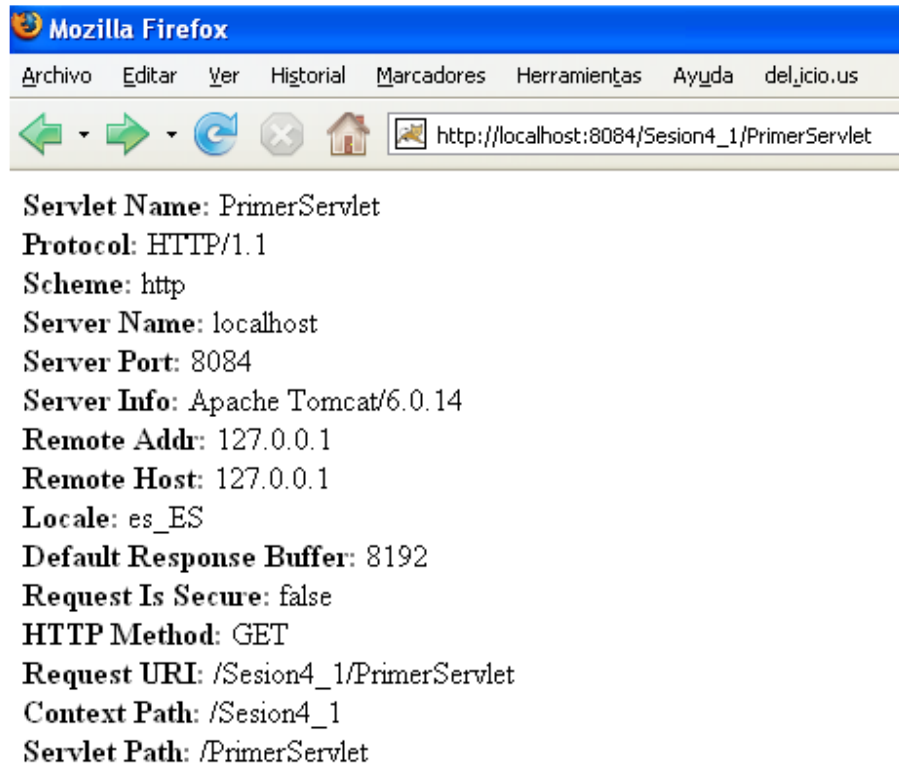 Mozilla Firefox
Archivo Editar Ver Historial Marcadores Herramientas Ayuda del.icio.us
http://localhost:8084/Sesion4_1/PrimerServlet
Servlet Name: PrimerServlet
Protocol: HTTP/1.1
Scheme: http
Server Name: localhost
Server Port: 8084
Server Info: Apache Tomcat/6.0.14
Remote Addr: 127.0.0.1
Remote Host: 127.0.0.1
Locale: es_ES
Default Response Buffer: 8192
Request Is Secure: false
HTTP Method: GET
Request URI: /Sesion4_1/PrimerServlet
Context Path: /Sesion4_1
Servlet Path: /PrimerServlet